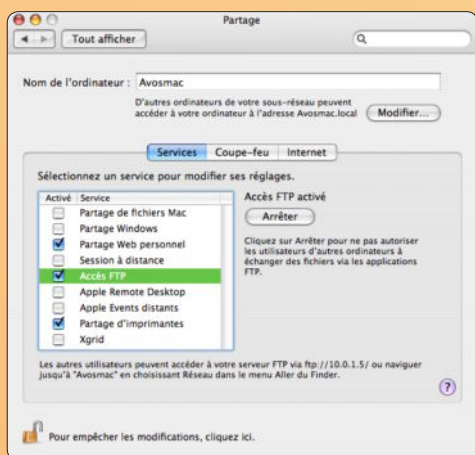 Partage
Tout afficher
Nom de l'ordinateur : Avosmac
D'autres ordinateurs de votre sous-réseau peuvent
accéder à votre ordinateur à l'adresse Avosmac.local
Modifier...
Services Coupe-feu Internet
Sélectionnez un service pour modifier ses réglages.
Activé Service
Partage de fichiers Mac
Partage Windows
Partage Web personnel
Session à distance
Accès FTP
Apple Remote Desktop
Apple Events distants
Partage d'imprimantes
Xgrid
Accès FTP activé
Arrêter
Cliquez sur Arrêter pour ne pas autoriser
les utilisateurs d'autres ordinateurs à
échanger des fichiers via les applications
FTP.
Les autres utilisateurs peuvent accéder à votre serveur FTP via ftp://10.0.1.5/ ou naviguer
jusqu'à "Avosmac" en choisissant Réseau dans le menu Aller du Finder.
?
Pour empêcher les modifications, cliquez ici.